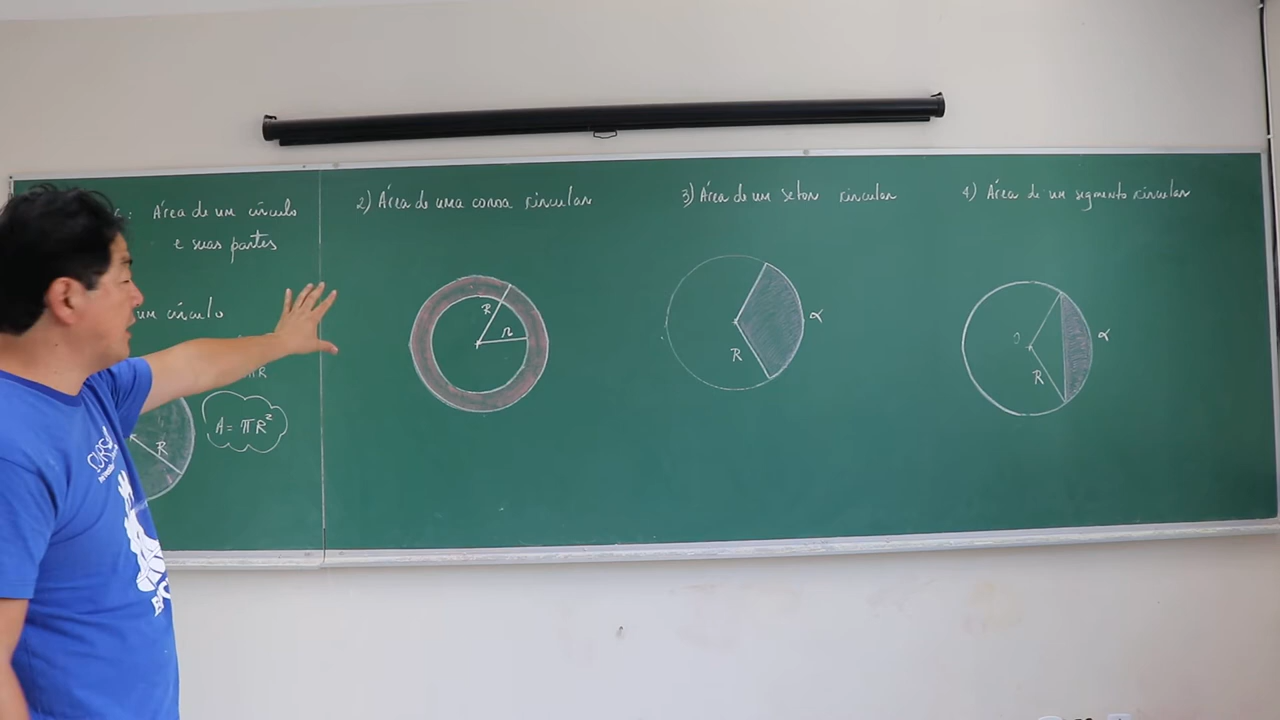 Área de um círculo
e suas partes
um círculo
R
A = πR²
R
2) Área de uma coroa circular
R
r
3) Área de um setor circular
α
R
4) Área de um segmento circular
O
α
R